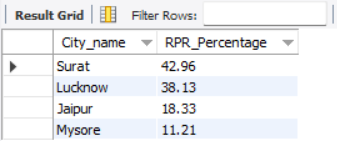 Result Grid Filter Rows:
City_name RPR_Percentage
Surat 42.96
Lucknow 38.13
Jaipur 18.33
Mysore 11.21